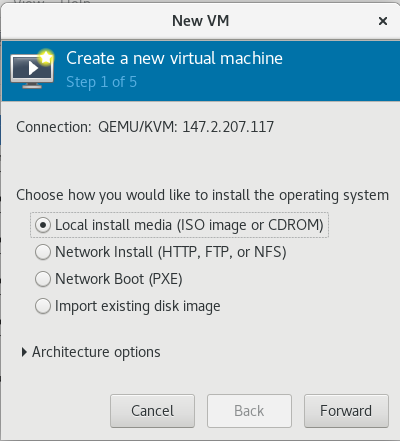 View Help
New VM
Create a new virtual machine
Step 1 of 5
Connection: QEMU/KVM: 147.2.207.117
Choose how you would like to install the operating system
Local install media (ISO image or CDROM)
Network Install (HTTP, FTP, or NFS)
Network Boot (PXE)
Import existing disk image
Architecture options
Cancel
Back
Forward